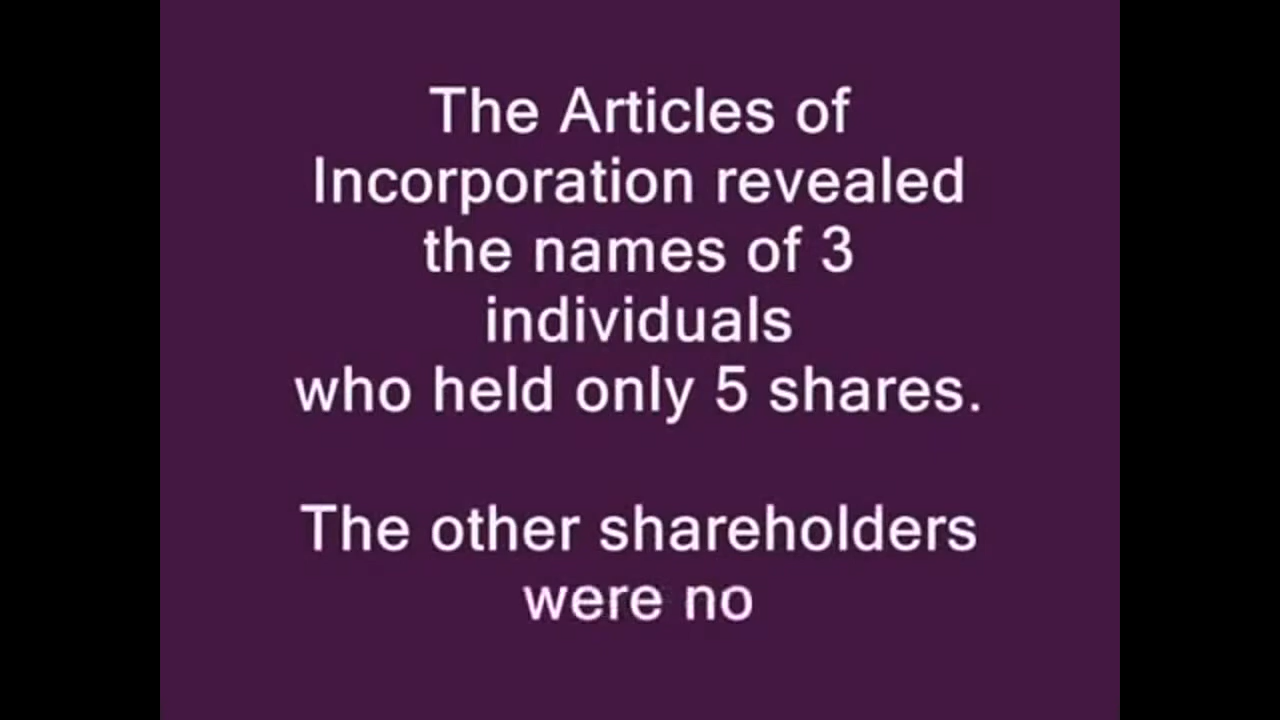 The Articles of
Incorporation revealed
the names of 3
individuals
who held only 5 shares.
The other shareholders
were no